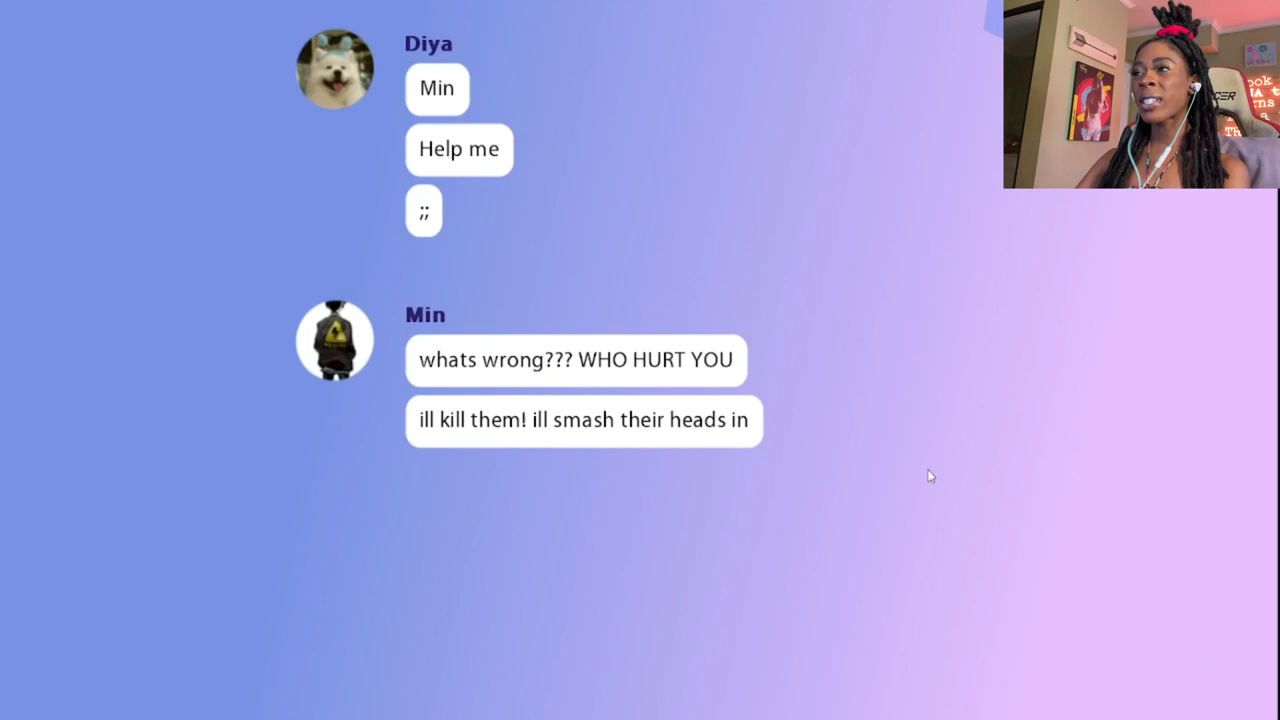 Diya
Min
Help me
;;
Min
whats wrong??? WHO HURT YOU
ill kill them! ill smash their heads in